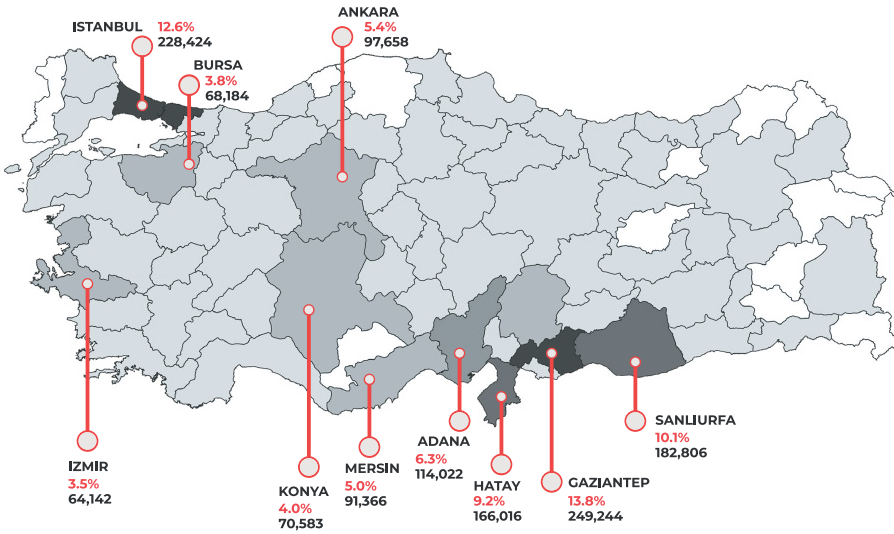 ISTANBUL 12.6%
228,424
ANKARA
5.4%
97,658
BURSA
3.8%
68,184
IZMIR
3.5%
64,142
KONYA
4.0%
70,583
MERSIN
5.0%
91,366
ADANA
6.3%
114,022
HATAY
9.2%
166,016
GAZIANTEP
13.8%
249,244
SANLIURFA
10.1%
182,806